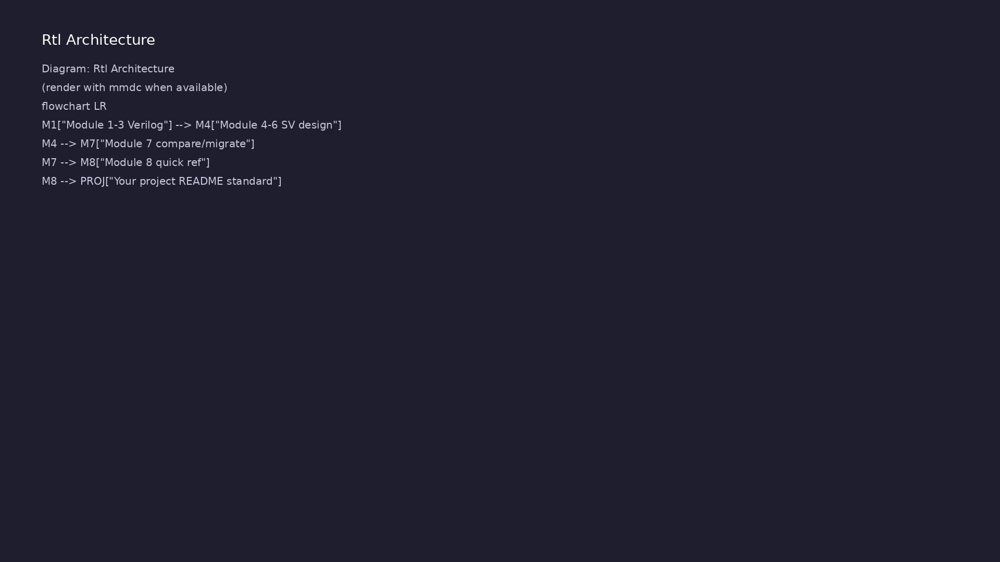 Rtl Architecture
Diagram: Rtl Architecture
(render with mmdc when available)
flowchart LR
M1["Module 1-3 Verilog"] --> M4["Module 4-6 SV design"]
M4 --> M7["Module 7 compare/migrate"]
M7 --> M8["Module 8 quick ref"]
M8 --> PROJ["Your project README standard"]